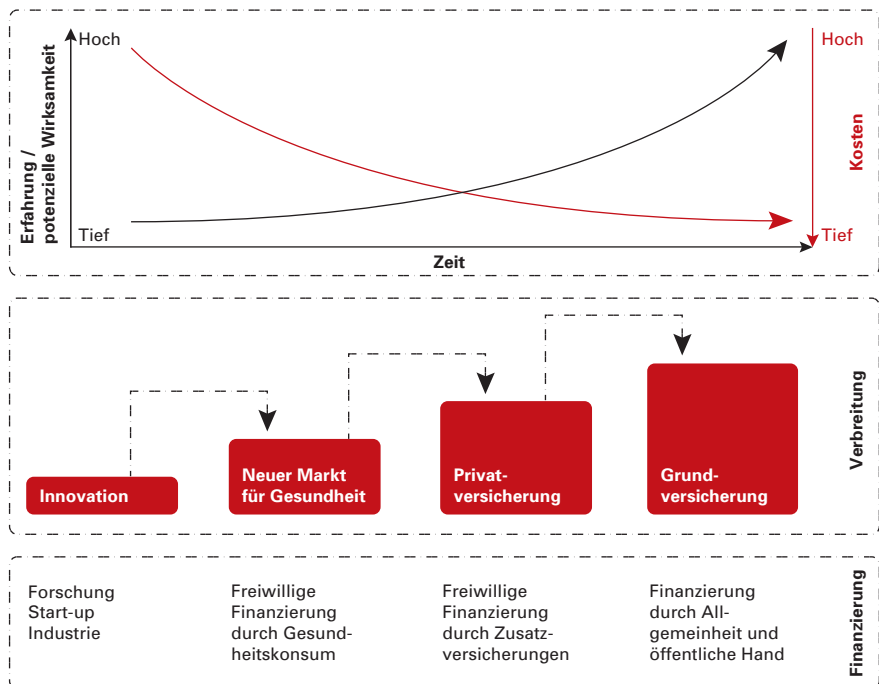 Hoch
Hoch
Erfahrung /
potenzielle Wirksamkeit
Kosten
Tief
Tief
Zeit
Innovation
Neuer Markt
für Gesundheit
Privat-
versicherung
Grund-
versicherung
Verbreitung
Forschung
Start-up
Industrie
Freiwillige
Finanzierung
durch Gesund-
heitskonsum
Freiwillige
Finanzierung
durch Zusatz-
versicherungen
Finanzierung
durch All-
gemeinheit und
öffentliche Hand
Finanzierung